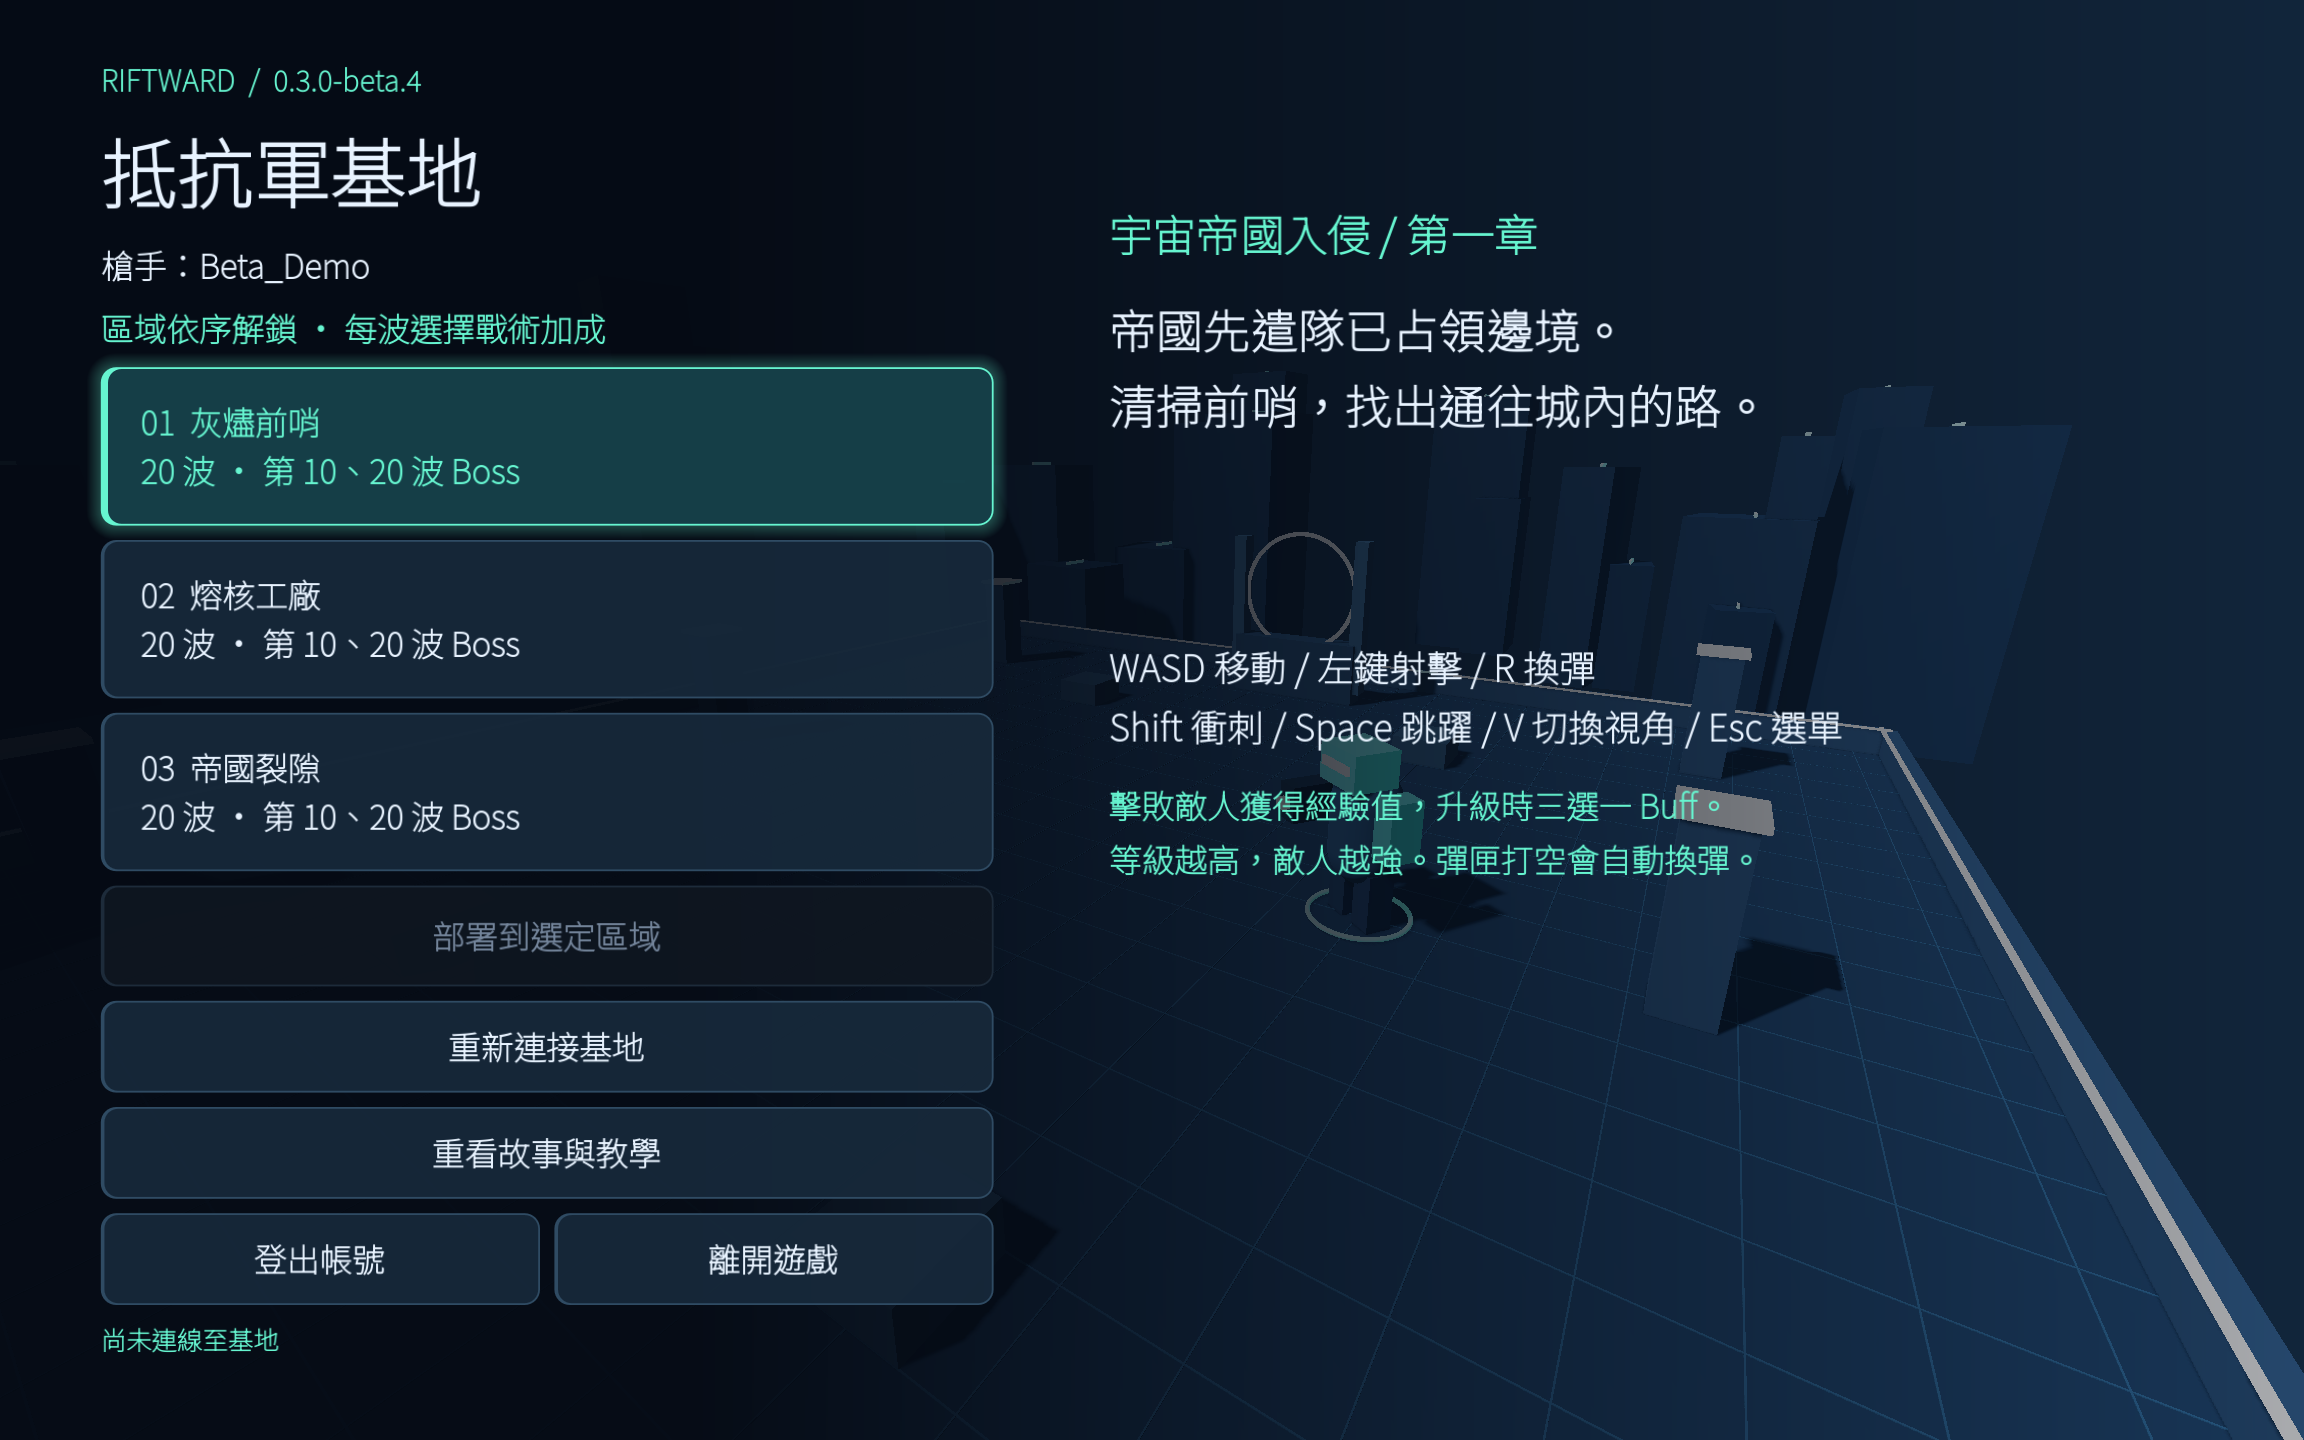 RIFTWARD / 0.3.0-beta.4
抵抗軍基地
槍手：Beta_Demo
區域依序解鎖 · 每波選擇戰術加成
01 灰燼前哨
20 波 · 第 10、20 波 Boss
02 熔核工廠
20 波 · 第 10、20 波 Boss
03 帝國裂隙
20 波 · 第 10、20 波 Boss
部署到選定區域
重新連接基地
重看故事與教學
登出帳號
離開遊戲
尚未連線至基地
宇宙帝國入侵 / 第一章
帝國先遣隊已占領邊境。
清掃前哨，找出通往城內的路。
WASD 移動 / 左鍵射擊 / R 換彈
Shift 衝刺 / Space 跳躍 / V 切換視角 / Esc 選單
擊敗敵人獲得經驗值，升級時三選一 Buff。
等級越高，敵人越強。彈匣打空會自動換彈。